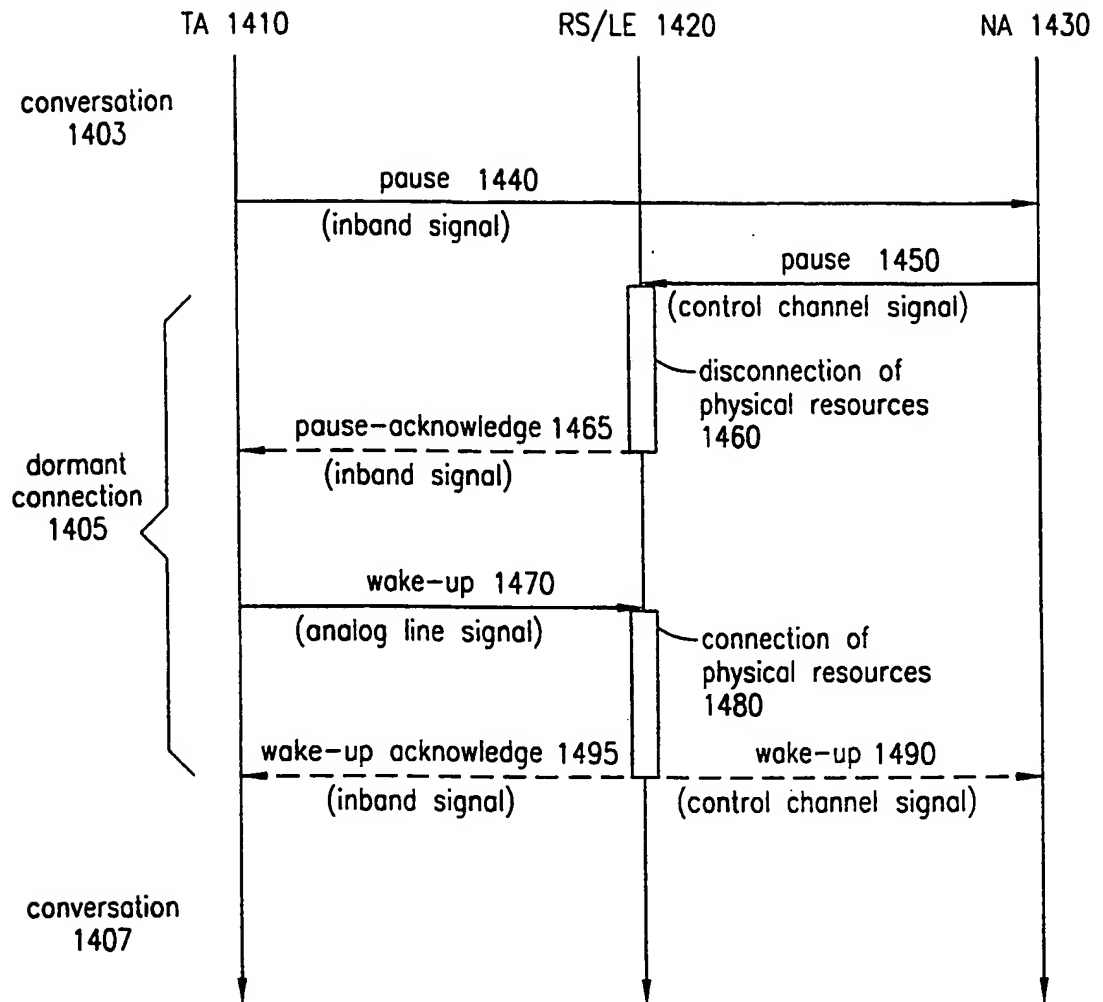 TA 1410
RS/LE 1420
NA 1430
conversation
1403
pause 1440
(inband signal)
pause 1450
(control channel signal)
disconnection of
physical resources
1460
pause-acknowledge 1465
(inband signal)
dormant
connection
1405
wake-up 1470
(analog line signal)
connection of
physical resources
1480
wake-up acknowledge 1495
(inband signal)
wake-up 1490
(control channel signal)
conversation
1407